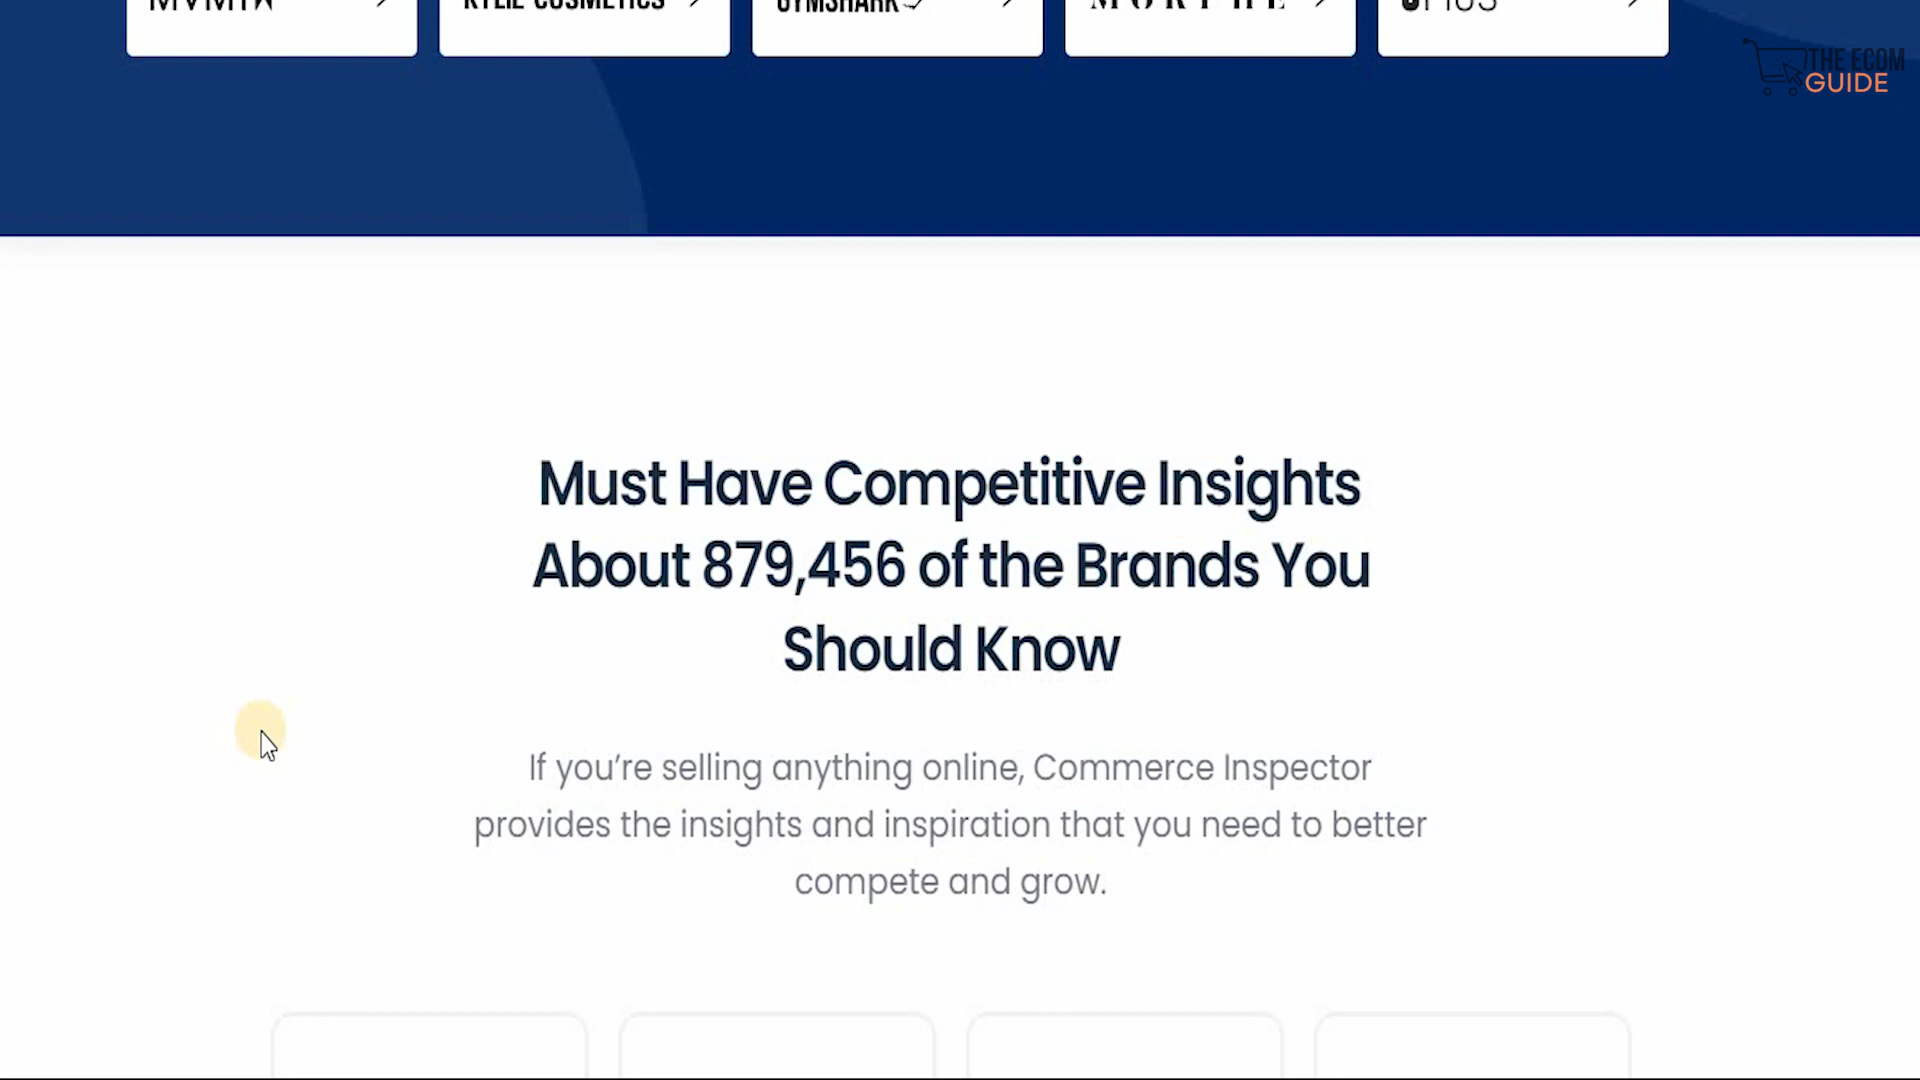 KYLIE COSMETICS
GYMSHARK
THE ECOM
GUIDE
Must Have Competitive Insights
About 879,456 of the Brands You
Should Know
If you’re selling anything online, Commerce Inspector
provides the insights and inspiration that you need to better
compete and grow.